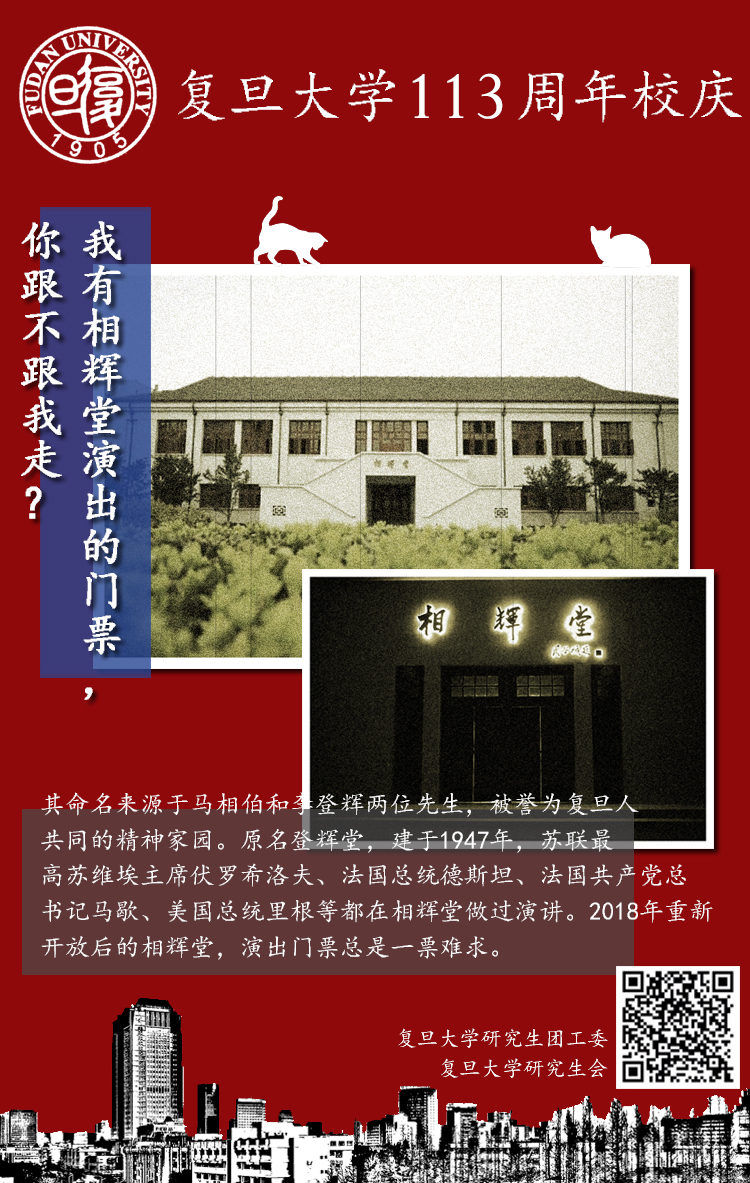 FUDAN UNIVERSITY
復旦
1905
复旦大学113周年校庆
我有相辉堂演出的门票，
你跟不跟我走？
相輝堂
相輝堂
其命名来源于马相伯和李登辉两位先生，被誉为复旦人
共同的精神家园。原名登辉堂，建于1947年，苏联最
高苏维埃主席伏罗希洛夫、法国总统德斯坦、法国共产党总
书记马歇、美国总统里根等都在相辉堂做过演讲。2018年重新
开放后的相辉堂，演出门票总是一票难求。
复旦大学研究生团工委
复旦大学研究生会